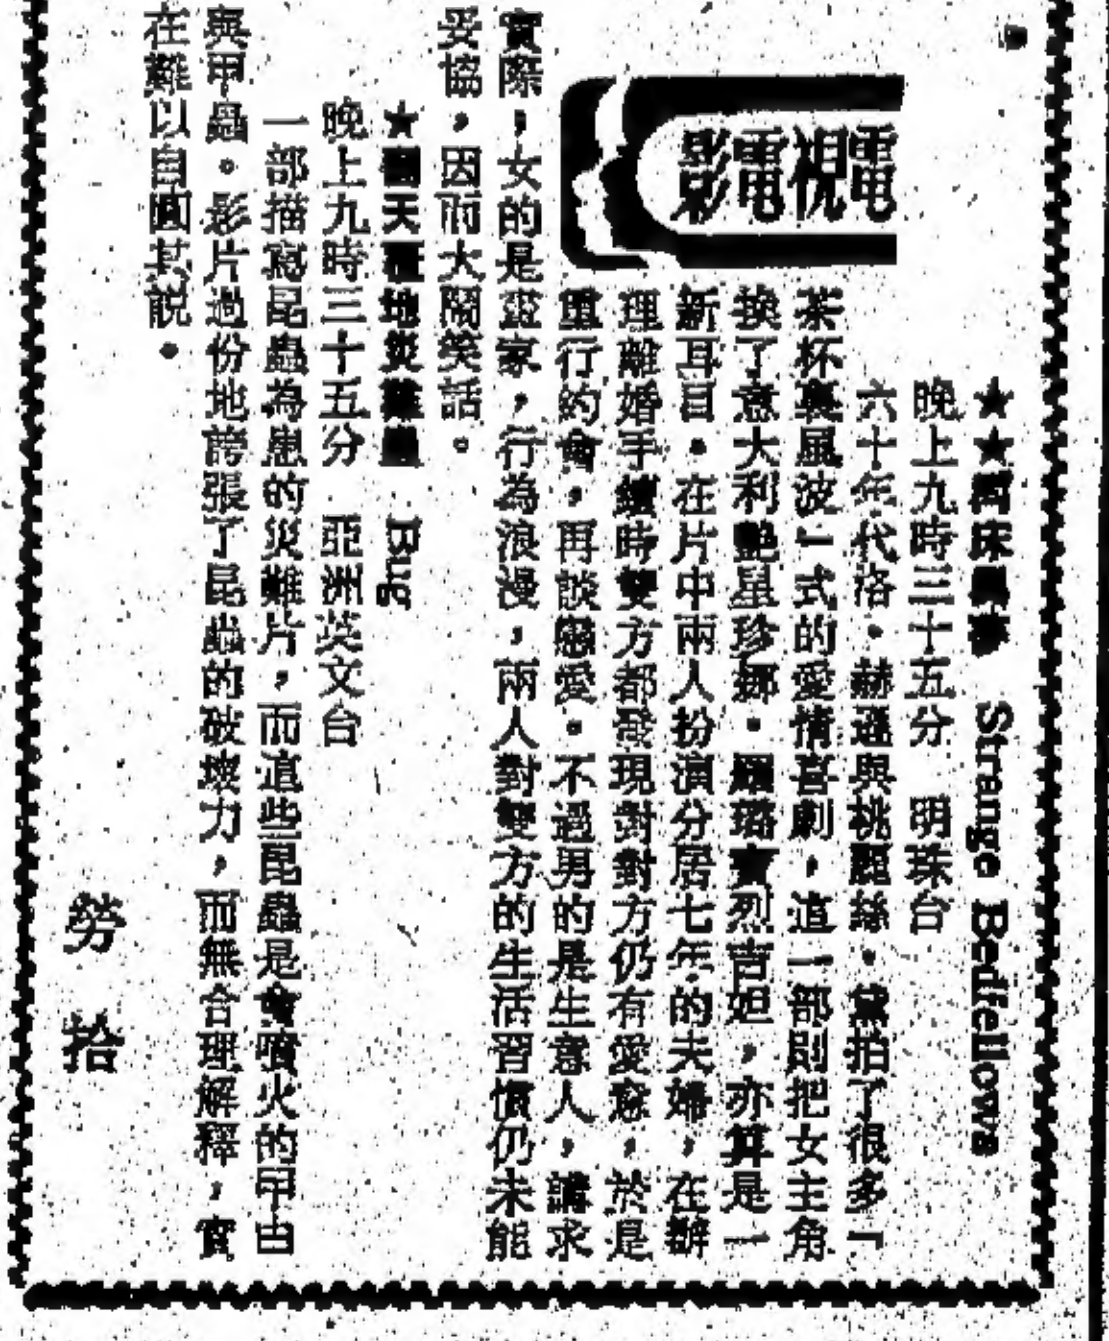 電視電影
★★同床異夢 Strange Bedfellows
晚上九時三十五分 明珠台
六十年代洛·赫遜與桃麗絲·黛拍了很多「
茶杯裏風波」式的愛情喜劇，這一部則把女主角
換了意大利艷星珍娜·羅璐寶烈吉妲，亦算是一
新耳目。在片中兩人扮演分居七年的夫婦，在辦
理離婚手續時雙方都發現對對方仍有愛意，於是
重行約會，再談戀愛。不過男的是生意人，講求
實際，女的是畫家，行為浪漫，兩人對雙方的生活習慣仍未能
妥協，因而大鬧笑話。
★翻天覆地災難蟲 Bug
晚上九時三十五分 亞洲英文台
一部描寫昆蟲為患的災難片，而這些昆蟲是會噴火的曱甴
與甲蟲。影片過份地誇張了昆蟲的破壞力，而無合理解釋，實
在難以自圓其説。
勞 拾